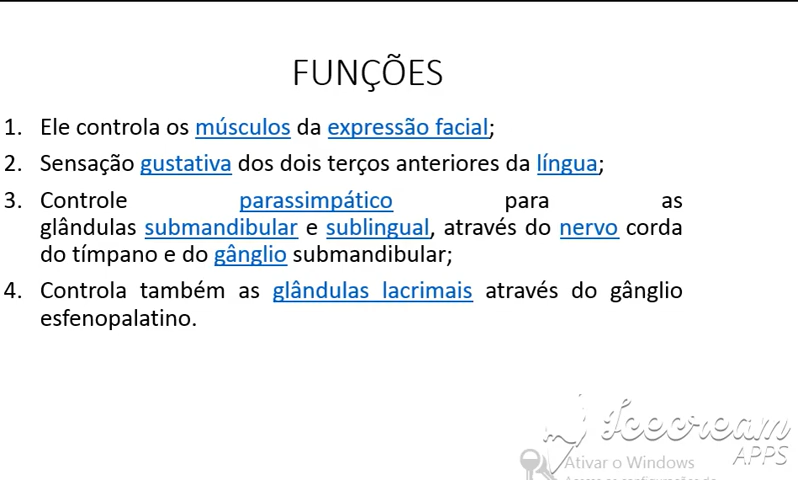 FUNÇÕES
1. Ele controla os músculos da expressão facial;
2. Sensação gustativa dos dois terços anteriores da língua;
3. Controle parassimpático para as
glândulas submandibular e sublingual, através do nervo corda
do tímpano e do gânglio submandibular;
4. Controla também as glândulas lacrimais através do gânglio
esfenopalatino.
Icecream
APPS
Ativar o Windows